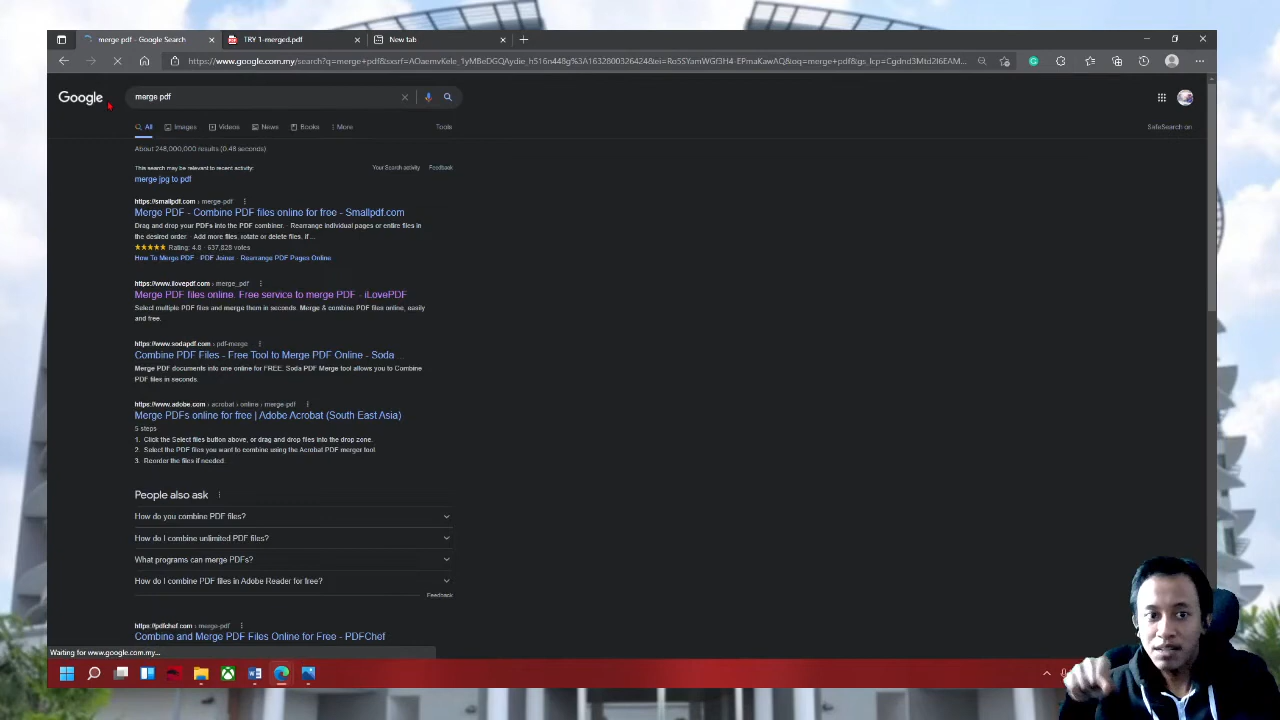 merge pdf - Google Search
TRY 1-merged.pdf
New tab
Google
merge pdf
All
Images
Videos
News
Books
More
Tools
SafeSearch on
About 248,000,000 results (0.48 seconds)
This search may be relevant to recent activity:
Your Search activity
Feedback
merge jpg to pdf
https://smallpdf.com › merge-pdf
Merge PDF - Combine PDF files online for free - Smallpdf.com
Drag and drop your PDFs into the PDF combiner. · Rearrange individual pages or entire files in
the desired order. · Add more files, rotate or delete files, if ...
Rating: 4.8 · 637,828 votes
How To Merge PDF · PDF Joiner · Rearrange PDF Pages Online
https://www.ilovepdf.com › merge_pdf
Merge PDF files online. Free service to merge PDF - iLovePDF
Select multiple PDF files and merge them in seconds. Merge & combine PDF files online, easily
and free.
https://www.sodapdf.com › pdf-merge
Combine PDF Files - Free Tool to Merge PDF Online - Soda ...
Merge PDF documents into one online for FREE. Soda PDF Merge tool allows you to Combine
PDF files in seconds.
https://www.adobe.com › acrobat › online › merge-pdf
Merge PDFs online for free | Adobe Acrobat (South East Asia)
5 steps
1. Click the Select files button above, or drag and drop files into the drop zone.
2. Select the PDF files you want to combine using the Acrobat PDF merger tool.
3. Reorder the files if needed.
People also ask
How do you combine PDF files?
How do I combine unlimited PDF files?
What programs can merge PDFs?
How do I combine PDF files in Adobe Reader for free?
Feedback
https://pdfchef.com › merge-pdf
Combine and Merge PDF Files Online for Free - PDFChef
Waiting for www.google.com.my...